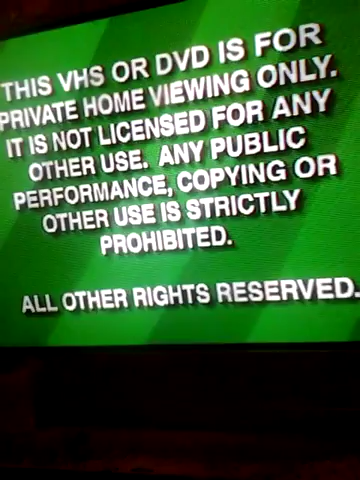 THIS VHS OR DVD IS FOR
PRIVATE HOME VIEWING ONLY.
IT IS NOT LICENSED FOR ANY
OTHER USE. ANY PUBLIC
PERFORMANCE, COPYING OR
OTHER USE IS STRICTLY
PROHIBITED.
ALL OTHER RIGHTS RESERVED.